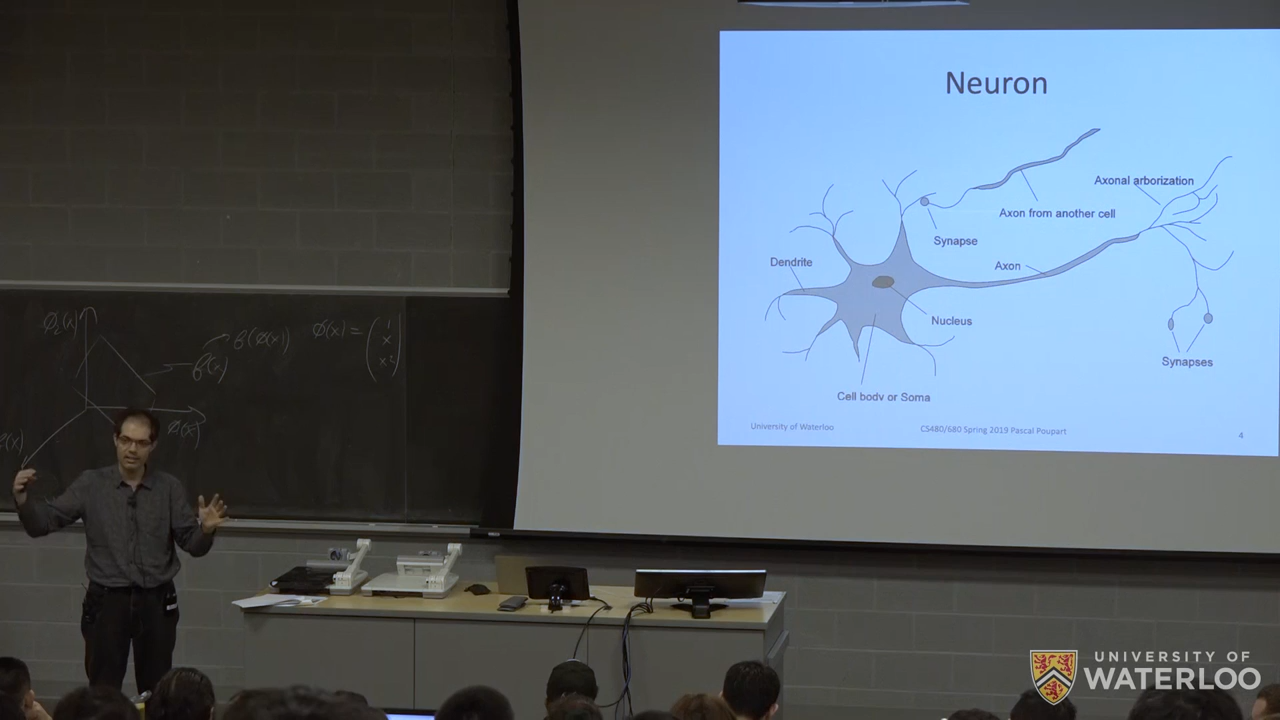 Neuron
Axonal arborization
Axon from another cell
Synapse
Dendrite
Axon
Nucleus
Synapses
Cell body or Soma
University of Waterloo
CS480/680 Spring 2019 Pascal Poupart
4
ϕ₂(x)
ϕ(x) = (1
x
x²)
UNIVERSITY OF
WATERLOO